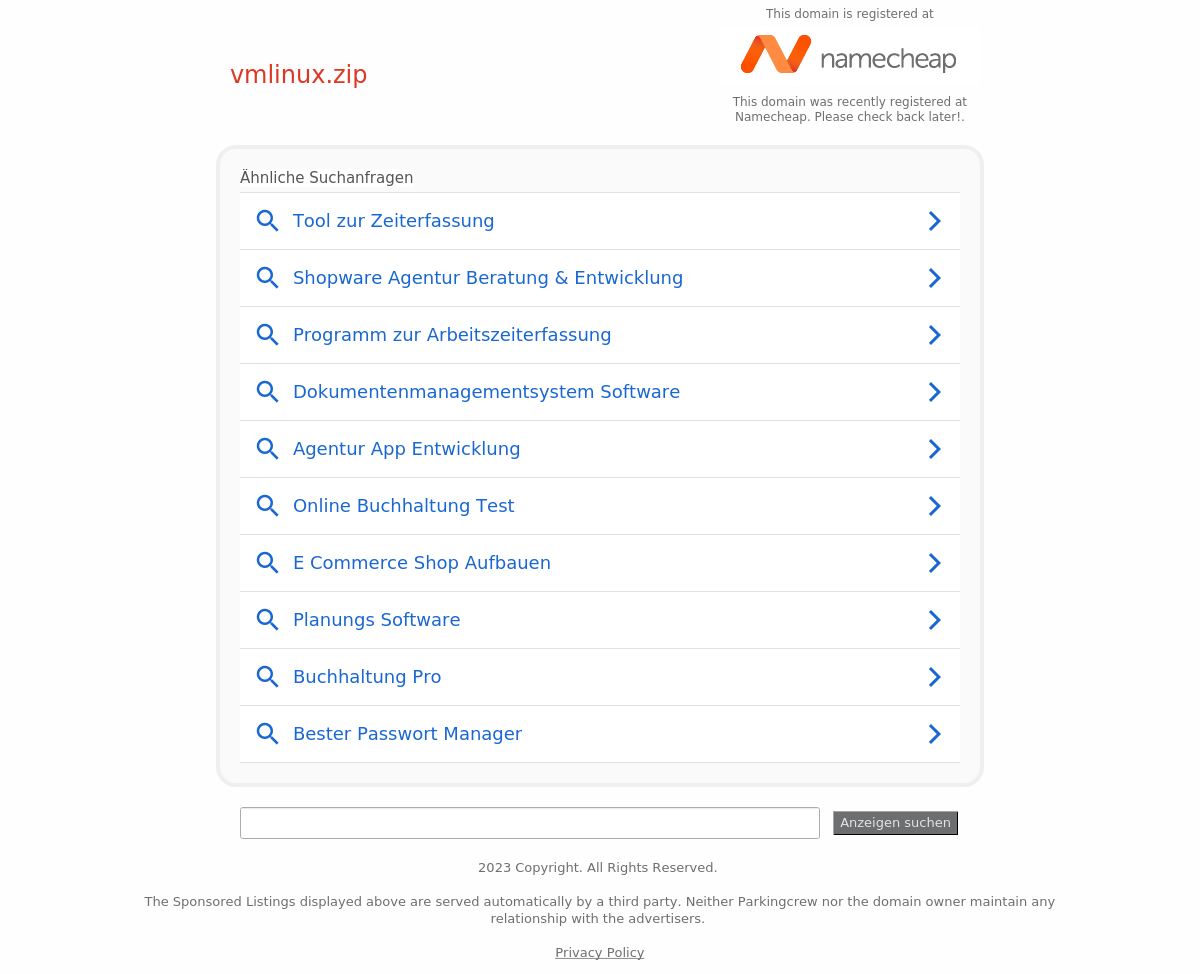 This domain is registered at
namecheap
vmlinux.zip
This domain was recently registered at
Namecheap. Please check back later!.
Ähnliche Suchanfragen
Tool zur Zeiterfassung
Shopware Agentur Beratung & Entwicklung
Programm zur Arbeitszeiterfassung
Dokumentenmanagementsystem Software
Agentur App Entwicklung
Online Buchhaltung Test
E Commerce Shop Aufbauen
Planungs Software
Buchhaltung Pro
Bester Passwort Manager
Anzeigen suchen
2023 Copyright. All Rights Reserved.
The Sponsored Listings displayed above are served automatically by a third party. Neither Parkingcrew nor the domain owner maintain any
relationship with the advertisers.
Privacy Policy